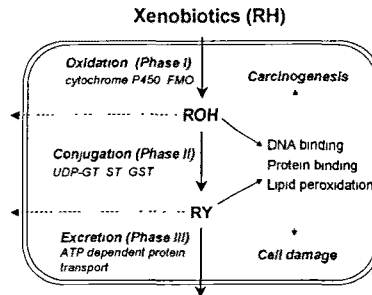 Xenobiotics (RH)
Oxidation (Phase I)
cytochrome P450 FMO
Carcinogenesis
ROH
DNA binding
Protein binding
Lipid peroxidation
Conjugation (Phase II)
UDP-GT ST GST
RY
Excretion (Phase III)
ATP dependent protein
transport
Cell damage